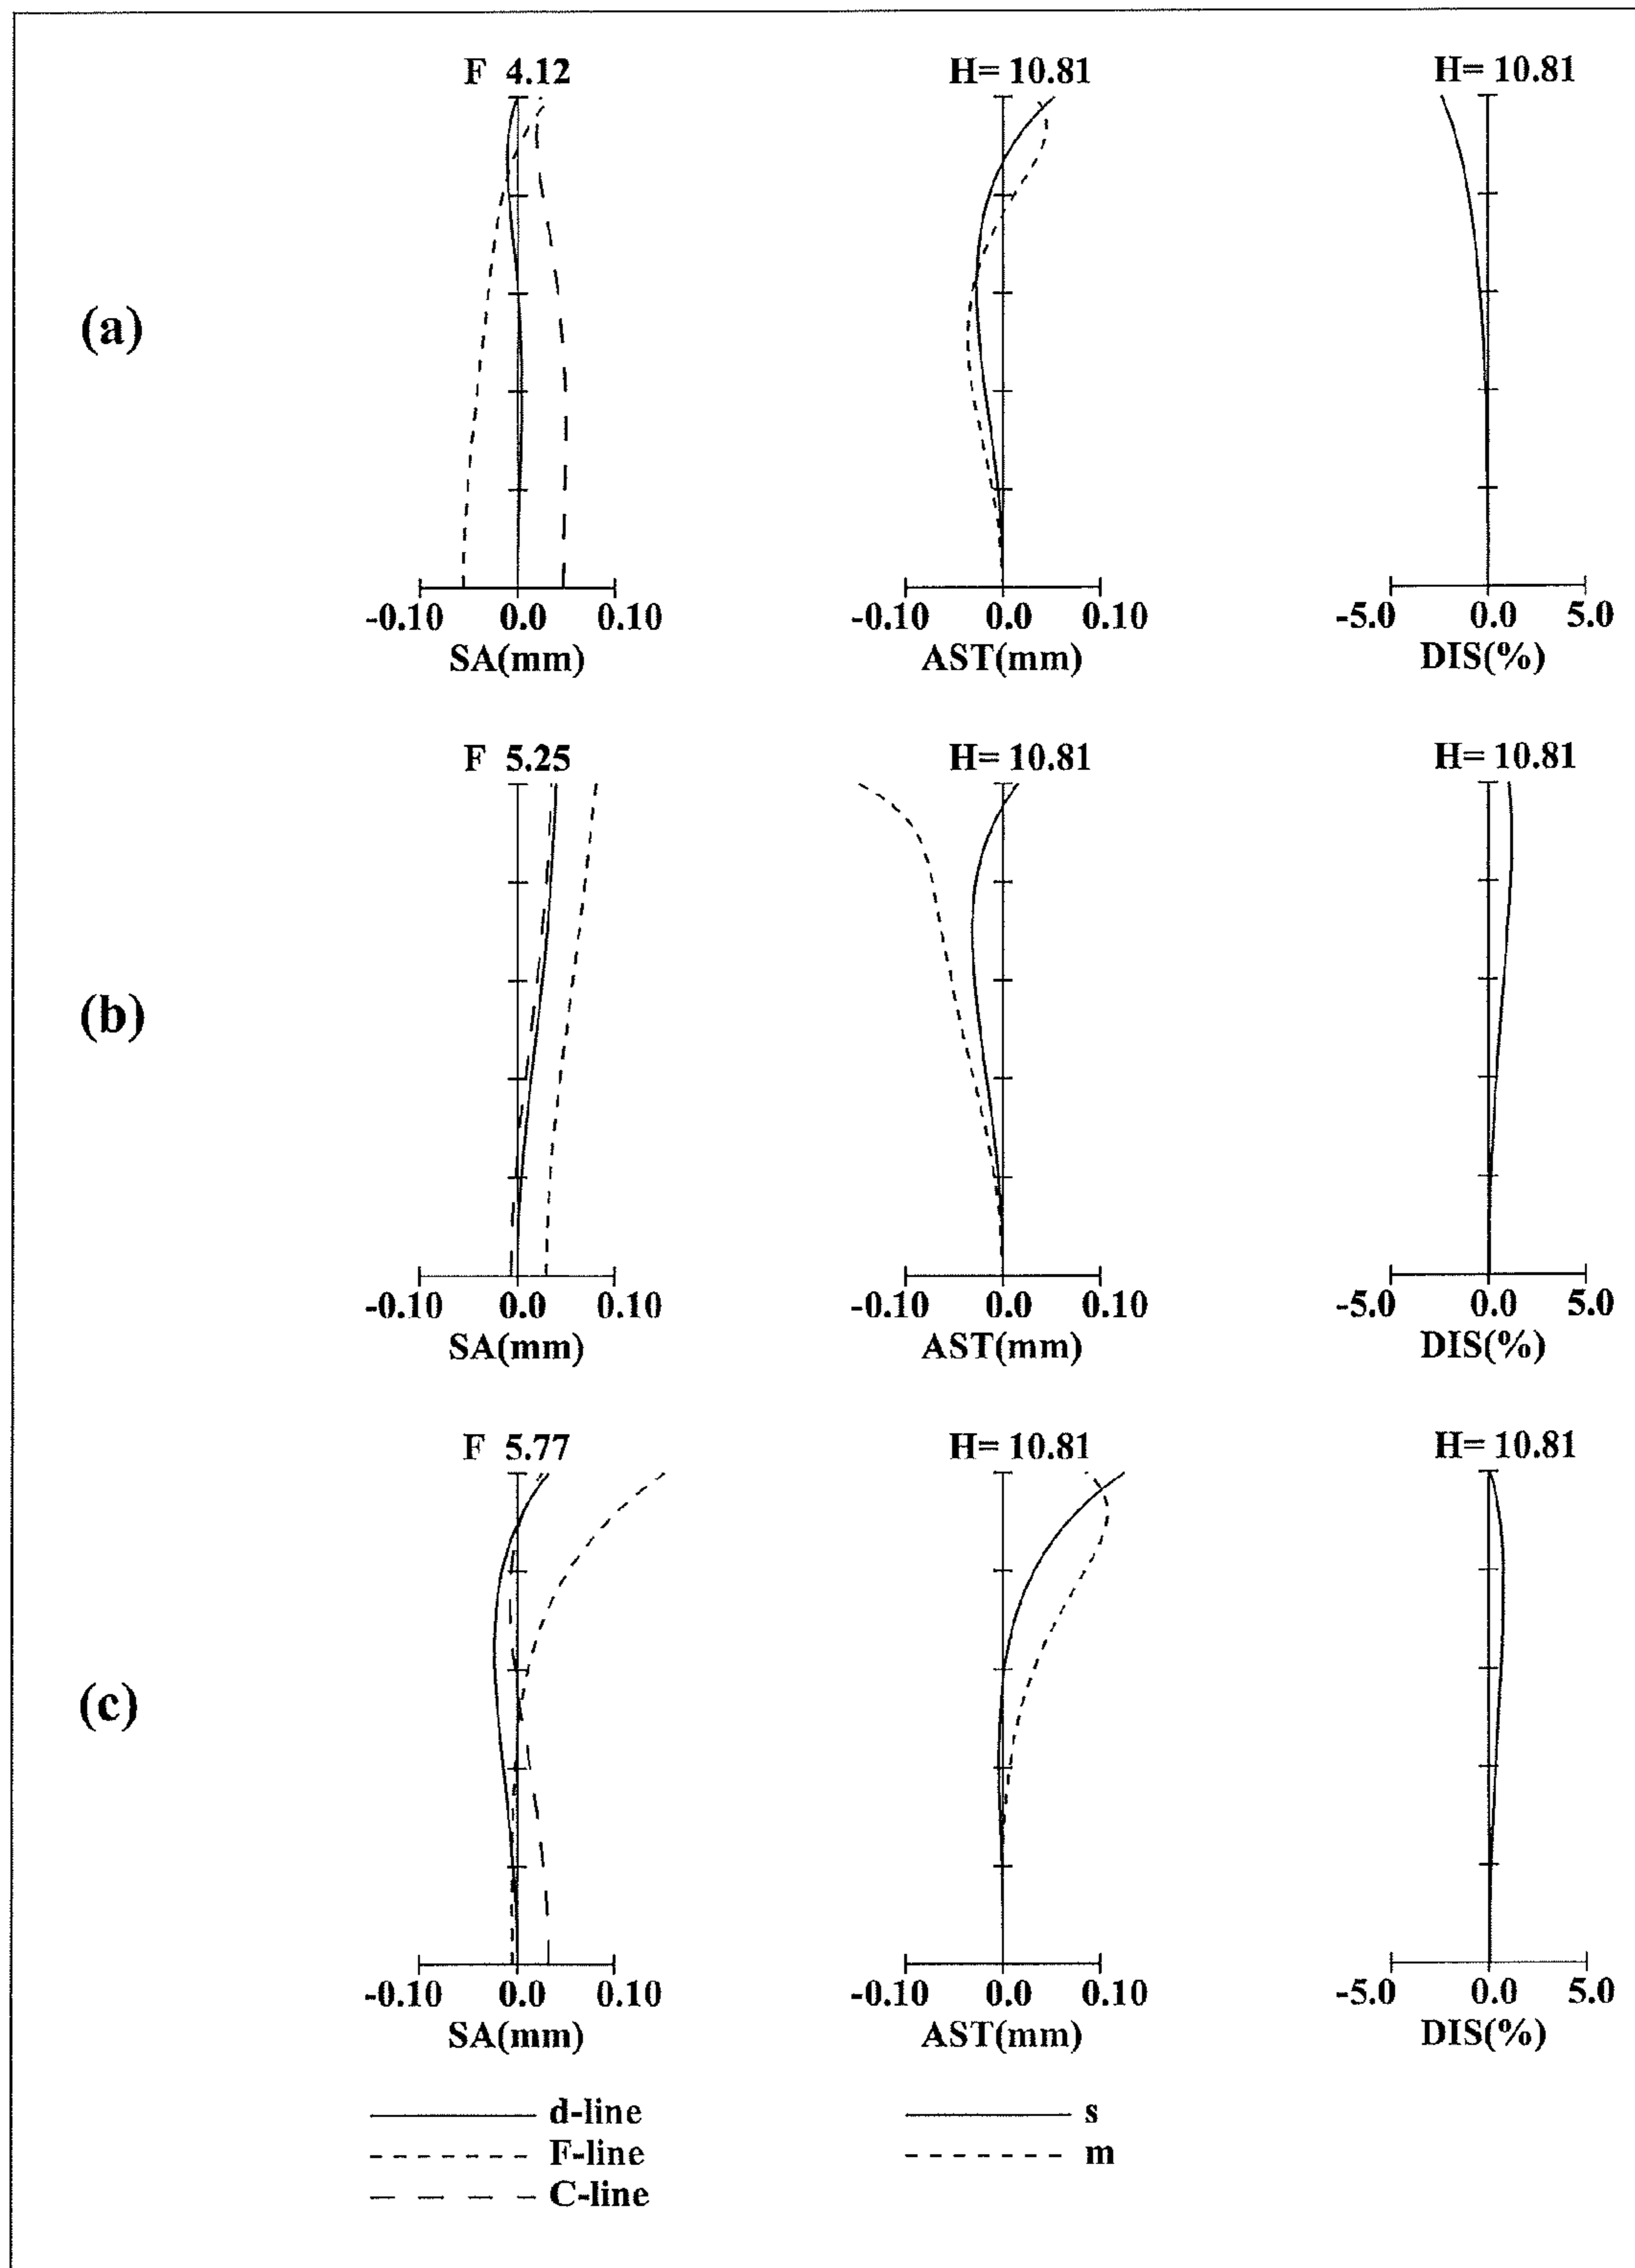 F 4.12
H= 10.81
H= 10.81
(a)
-0.10 0.0 0.10
SA(mm)
-0.10 0.0 0.10
AST(mm)
-5.0 0.0 5.0
DIS(%)
F 5.25
H= 10.81
H= 10.81
(b)
-0.10 0.0 0.10
SA(mm)
-0.10 0.0 0.10
AST(mm)
-5.0 0.0 5.0
DIS(%)
F 5.77
H= 10.81
H= 10.81
(c)
-0.10 0.0 0.10
SA(mm)
-0.10 0.0 0.10
AST(mm)
-5.0 0.0 5.0
DIS(%)
d-line
F-line
C-line
s
m